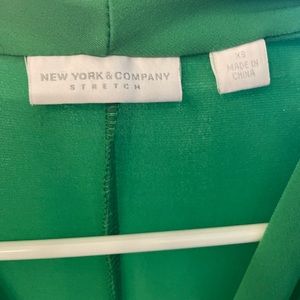 NEW YORK & COMPANY
STRETCH
XS
MADE IN
CHINA